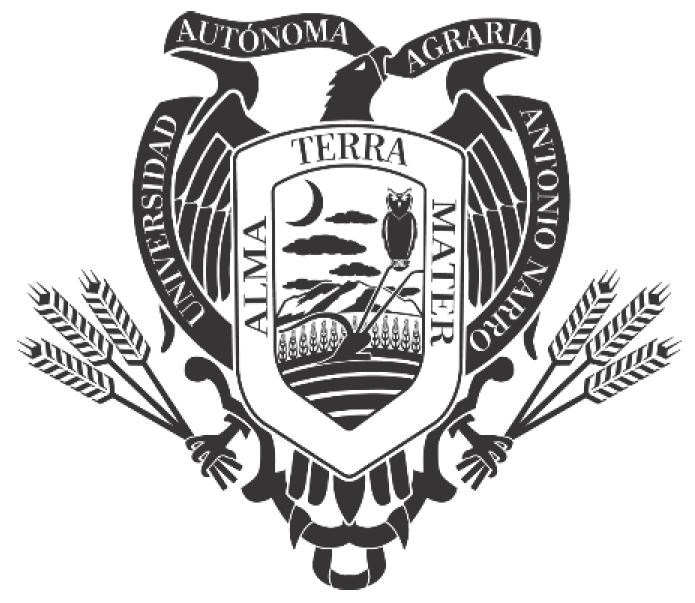 UNIVERSIDAD
AUTÓNOMA
AGRARIA
ANTONIO NARRO
ALMA
TERRA
MATER